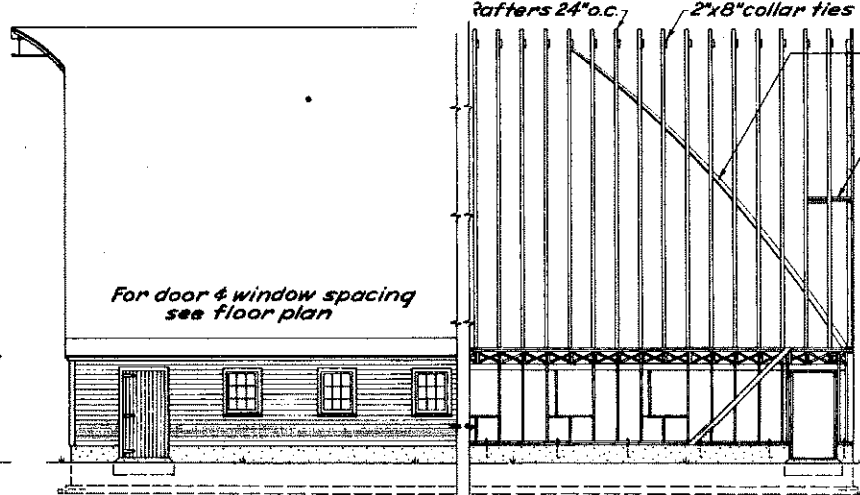 Rafters 24"o.c.
2"x8"collar ties
For door & window spacing
see floor plan